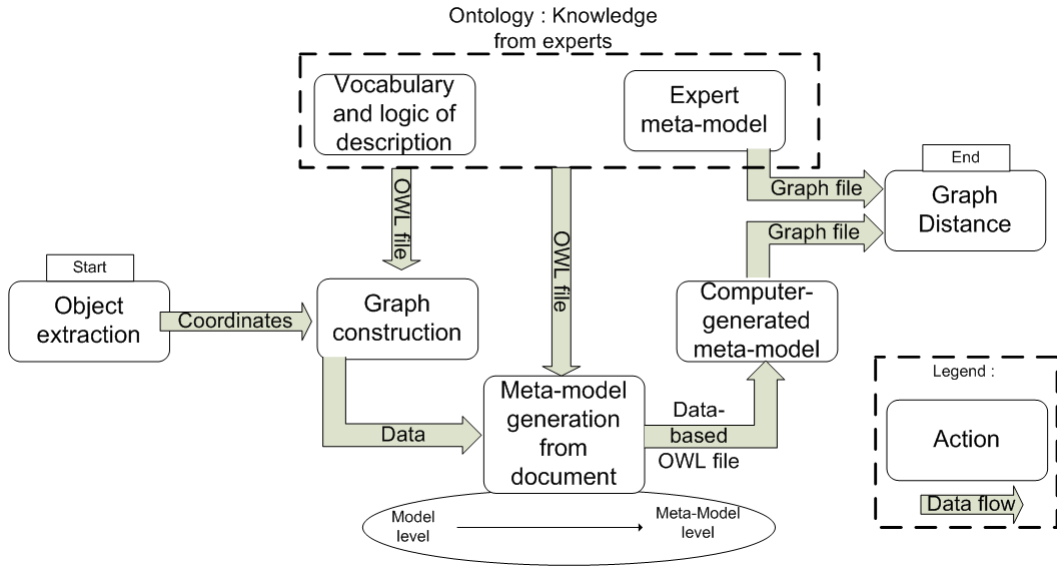 Ontology : Knowledge
from experts
Vocabulary
and logic of
description
Expert
meta-model
End
Graph
Distance
Graph file
Graph file
OWL file
OWL file
Start
Object
extraction
Coordinates
Graph
construction
Computer-
generated
meta-model
Data
Meta-model
generation
from
document
Data-
based
OWL file
Model
level
Meta-Model
level
Legend :
Action
Data flow